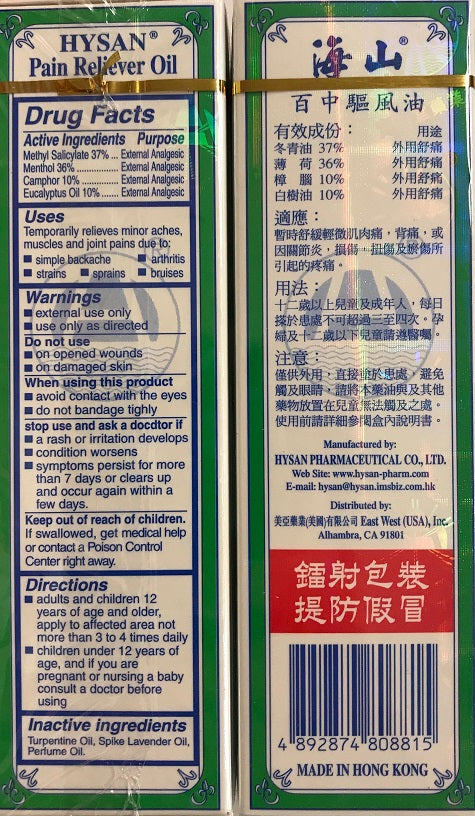 HYSAN®
Pain Reliever Oil
Drug Facts
Active Ingredients Purpose
Methyl Salicylate 37% ... External Analgesic
Menthol 36% ................ External Analgesic
Camphor 10% .............. External Analgesic
Eucalyptus Oil 10% ...... External Analgesic
Uses
Temporarily relieves minor aches,
muscles and joint pains due to:
■ simple backache ■ arthritis
■ strains ■ sprains ■ bruises
Warnings
■ external use only
■ use only as directed
Do not use
■ on opened wounds
■ on damaged skin
When using this product
■ avoid contact with the eyes
■ do not bandage tighly
stop use and ask a docdtor if
■ a rash or irritation develops
■ condition worsens
■ symptoms persist for more
than 7 days or clears up
and occur again within a
few days.
Keep out of reach of children.
If swallowed, get medical help
or contact a Poison Control
Center right away.
Directions
■ adults and children 12
years of age and older,
apply to affected area not
more than 3 to 4 times daily
■ children under 12 years of
age, and if you are
pregnant or nursing a baby
consult a doctor before
using
Inactive ingredients
Turpentine Oil, Spike Lavender Oil,
Perfume Oil.
海山®
百中驅風油
有效成份： 用途
冬青油 37% 外用舒痛
薄荷 36% 外用舒痛
樟腦 10% 外用舒痛
白樹油 10% 外用舒痛
適應：
暫時舒緩輕微肌肉痛，背痛，或
因關節炎，損傷，扭傷及瘀傷所
引起的疼痛。
用法：
十二歲以上兒童及成年人，每日
搽於患處不可超過三至四次。孕
婦及十二歲以下兒童請遵醫囑。
注意：
僅供外用，直接塗於患處，避免
觸及眼睛。請將本藥油與及其他
藥物放置在兒童無法觸及之處。
使用前請詳細參閱盒內說明書。
Manufactured by:
HYSAN PHARMACEUTICAL CO., LTD.
Web Site: www.hysan-pharm.com
E-mail: hysan@hysan.imsbiz.com.hk
Distributed by:
美亞藥業(美國)有限公司 East West (USA), Inc.
Alhambra, CA 91801
鐳射包裝
提防假冒
4 892874 808815
MADE IN HONG KONG